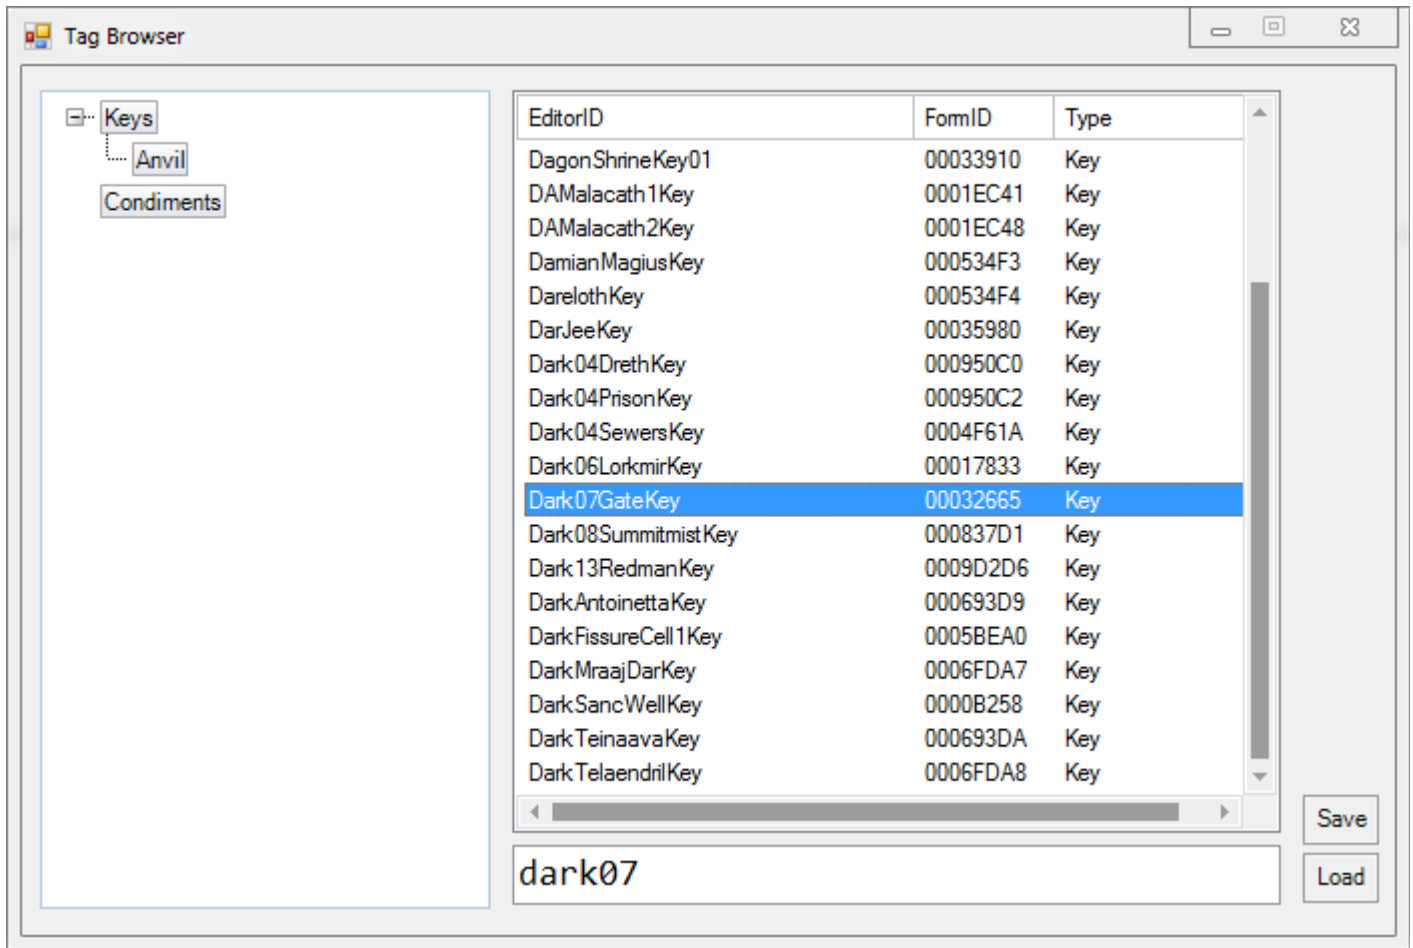 Tag Browser
Keys
Anvil
Condiments
EditorID FormID Type
DagonShrineKey01 00033910 Key
DAMalacath1Key 0001EC41 Key
DAMalacath2Key 0001EC48 Key
DamianMagiusKey 000534F3 Key
DarelothKey 000534F4 Key
DarJeeKey 00035980 Key
Dark04DrethKey 000950C0 Key
Dark04PrisonKey 000950C2 Key
Dark04SewersKey 0004F61A Key
Dark06LorkmirKey 00017833 Key
Dark07GateKey 00032665 Key
Dark08SummitmistKey 000837D1 Key
Dark13RedmanKey 0009D2D6 Key
DarkAntoinettaKey 000693D9 Key
DarkFissureCell1Key 0005BEA0 Key
DarkMraajDarKey 0006FDA7 Key
DarkSancWellKey 0000B258 Key
DarkTeinaavaKey 000693DA Key
DarkTelaendrilKey 0006FDA8 Key
dark07
Save
Load